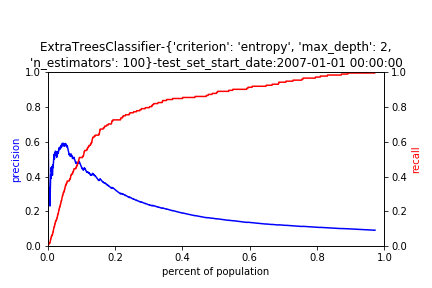 ExtraTreesClassifier-{'criterion': 'entropy', 'max_depth': 2,
'n_estimators': 100}-test_set_start_date:2007-01-01 00:00:00
1.0
0.8
0.6
0.4
0.2
0.0
precision
1.0
0.8
0.6
0.4
0.2
0.0
recall
0.0 0.2 0.4 0.6 0.8 1.0
percent of population